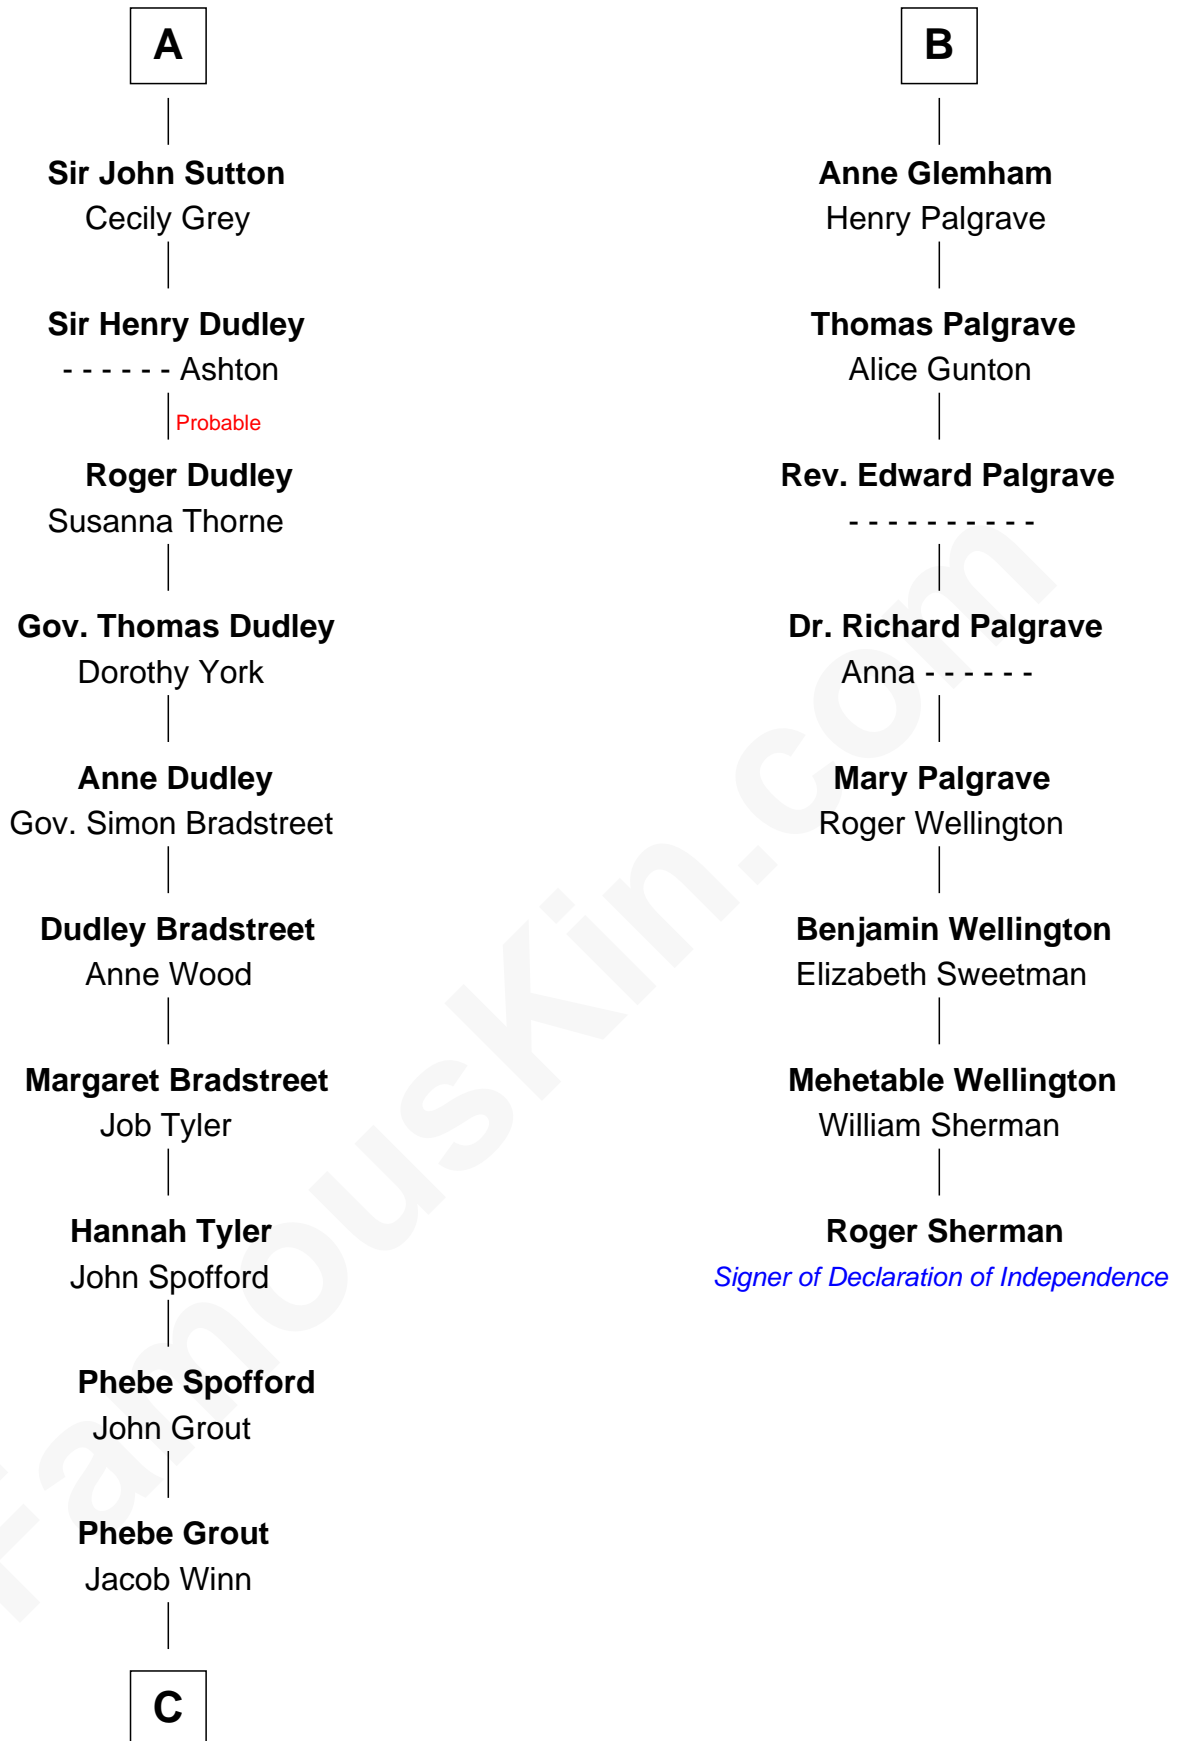 A
Sir John Sutton
Cecily Grey
Sir Henry Dudley
- - - - - - Ashton
Probable
Roger Dudley
Susanna Thorne
Gov. Thomas Dudley
Dorothy York
Anne Dudley
Gov. Simon Bradstreet
Dudley Bradstreet
Anne Wood
Margaret Bradstreet
Job Tyler
Hannah Tyler
John Spofford
Phebe Spofford
John Grout
Phebe Grout
Jacob Winn
C
B
Anne Glemham
Henry Palgrave
Thomas Palgrave
Alice Gunton
Rev. Edward Palgrave
- - - - - - - - - -
Dr. Richard Palgrave
Anna - - - - - -
Mary Palgrave
Roger Wellington
Benjamin Wellington
Elizabeth Sweetman
Mehetable Wellington
William Sherman
Roger Sherman
Signer of Declaration of Independence
FamousKin.com